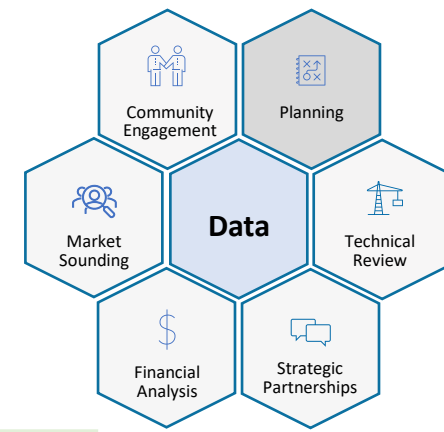 Community
Engagement
Planning
Market
Sounding
Data
Technical
Review
Financial
Analysis
Strategic
Partnerships